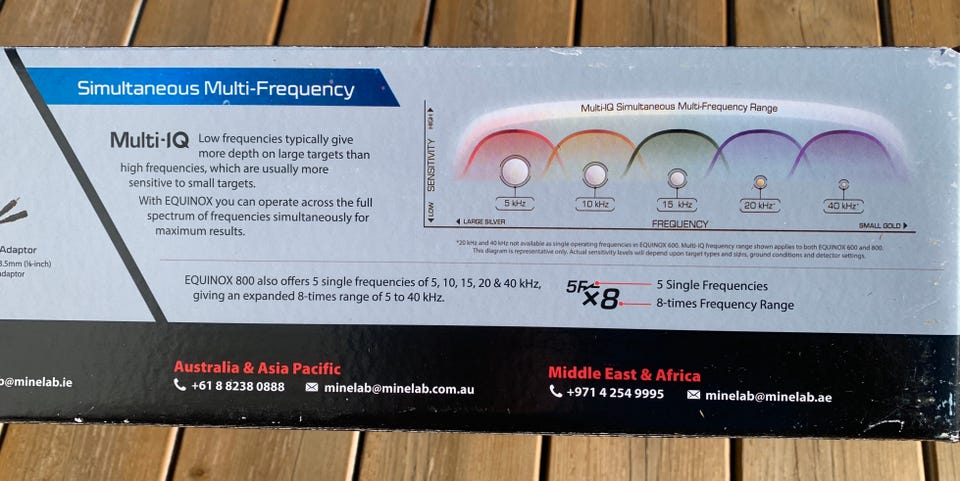 Simultaneous Multi-Frequency
Multi-IQ Low frequencies typically give
more depth on large targets than
high frequencies, which are usually more
sensitive to small targets.
With EQUINOX you can operate across the full
spectrum of frequencies simultaneously for
maximum results.
Multi-IQ Simultaneous Multi-Frequency Range
LOW SENSITIVITY HIGH
5 kHz 10 kHz 15 kHz 20 kHz* 40 kHz*
LARGE SILVER FREQUENCY SMALL GOLD
*20 kHz and 40 kHz not available as single operating frequencies in EQUINOX 600. Multi-IQ frequency range shown applies to both EQUINOX 600 and 800.
This diagram is representative only. Actual sensitivity levels will depend upon target types and sizes, ground conditions and detector settings.
Adaptor
3.5mm (⅛-inch)
adaptor
EQUINOX 800 also offers 5 single frequencies of 5, 10, 15, 20 & 40 kHz,
giving an expanded 8-times range of 5 to 40 kHz.
5F×8
5 Single Frequencies
8-times Frequency Range
@minelab.ie
Australia & Asia Pacific
+61 8 8238 0888 minelab@minelab.com.au
Middle East & Africa
+971 4 254 9995 minelab@minelab.ae